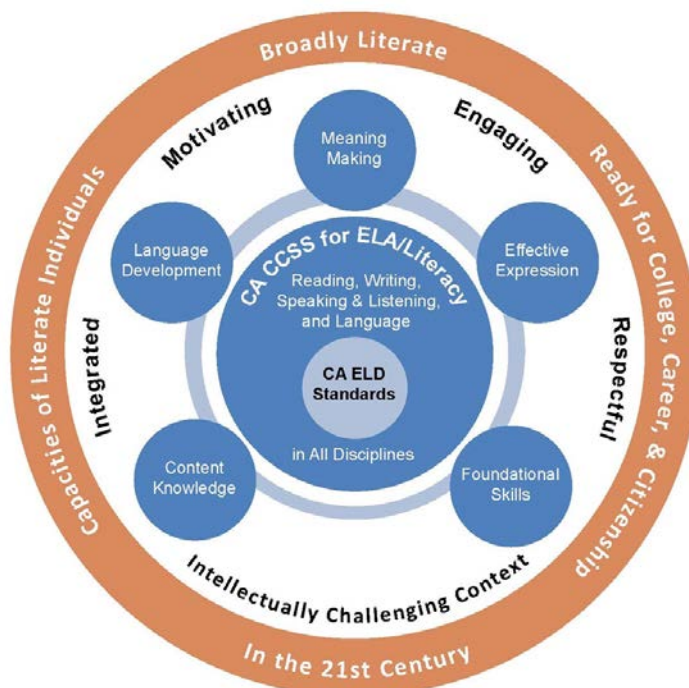 Broadly Literate
Ready for College, Career, & Citizenship
In the 21st Century
Capacities of Literate Individuals
Motivating
Engaging
Respectful
Intellectually Challenging Context
Integrated
Meaning
Making
Effective
Expression
Foundational
Skills
Content
Knowledge
Language
Development
CA CCSS for ELA/Literacy
Reading, Writing,
Speaking & Listening,
and Language
CA ELD
Standards
in All Disciplines